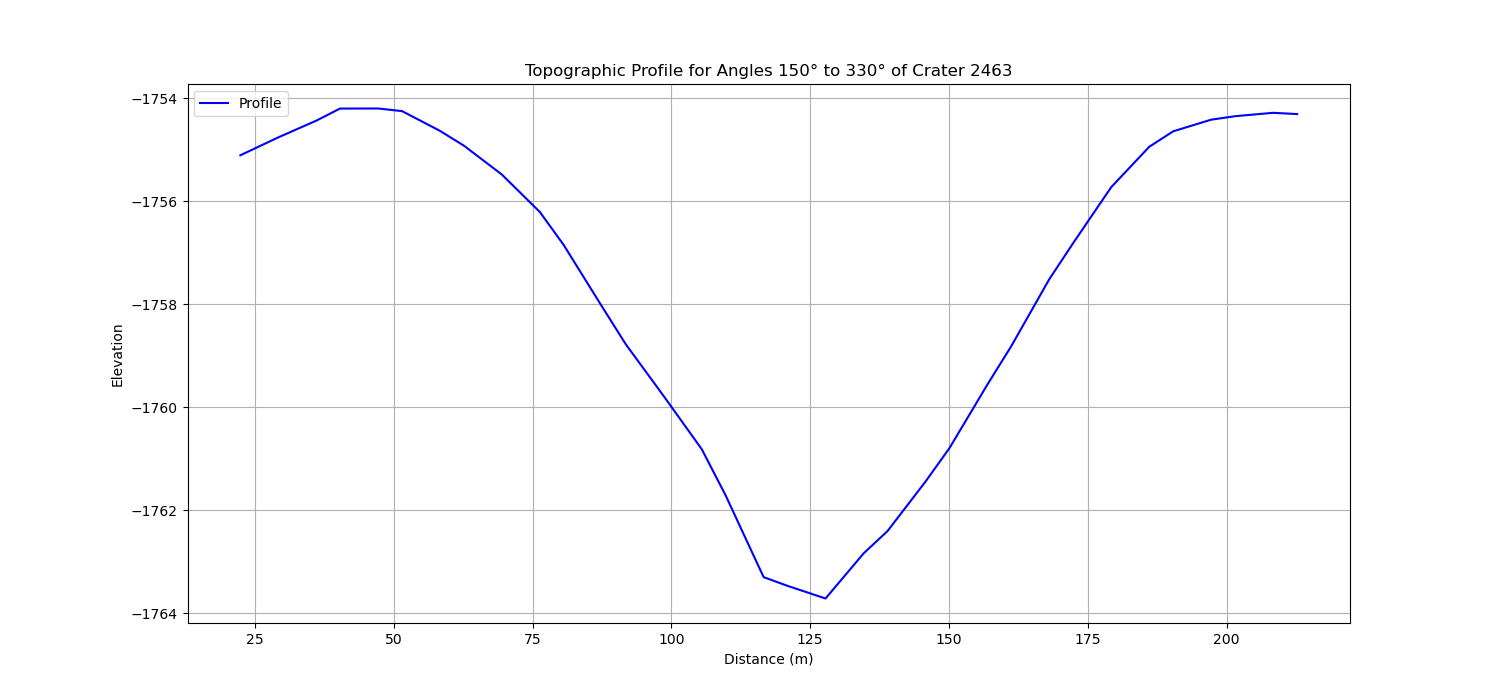 Topographic Profile for Angles 150° to 330° of Crater 2463
Profile
−1754
−1756
−1758
−1760
−1762
−1764
Elevation
25 50 75 100 125 150 175 200
Distance (m)